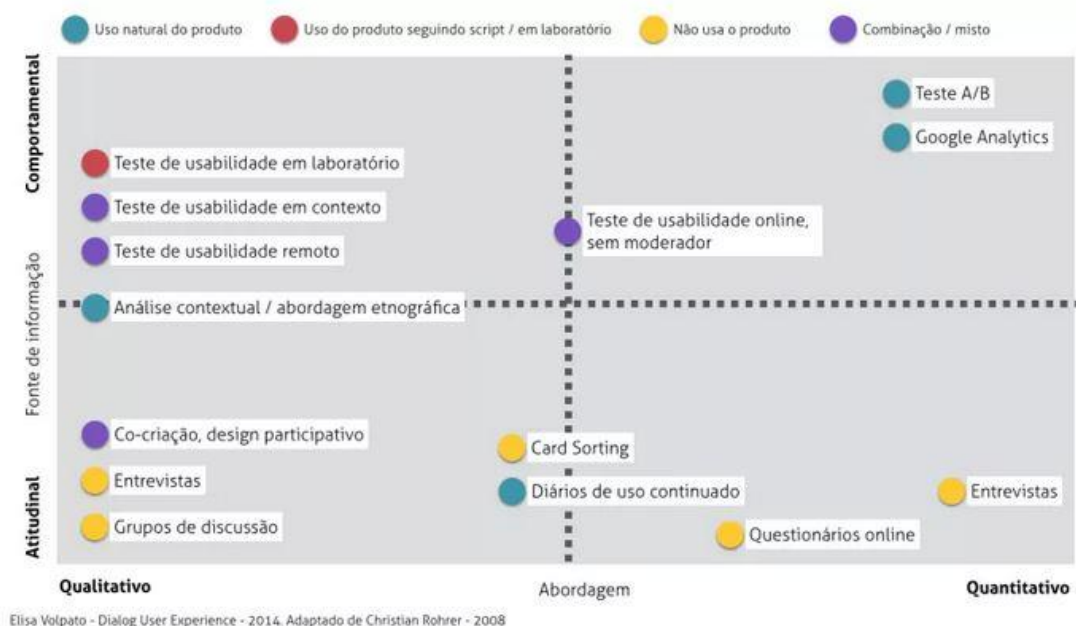 Uso natural do produto
Uso do produto seguindo script / em laboratório
Não usa o produto
Combinação / misto
Comportamental
Fonte de informação
Atitudinal
Teste A/B
Google Analytics
Teste de usabilidade em laboratório
Teste de usabilidade em contexto
Teste de usabilidade online,
sem moderador
Teste de usabilidade remoto
Análise contextual / abordagem etnográfica
Co-criação, design participativo
Card Sorting
Entrevistas
Diários de uso continuado
Entrevistas
Grupos de discussão
Questionários online
Qualitativo
Abordagem
Quantitativo
Elisa Volpato - Dialog User Experience - 2014. Adaptado de Christian Rohrer - 2008